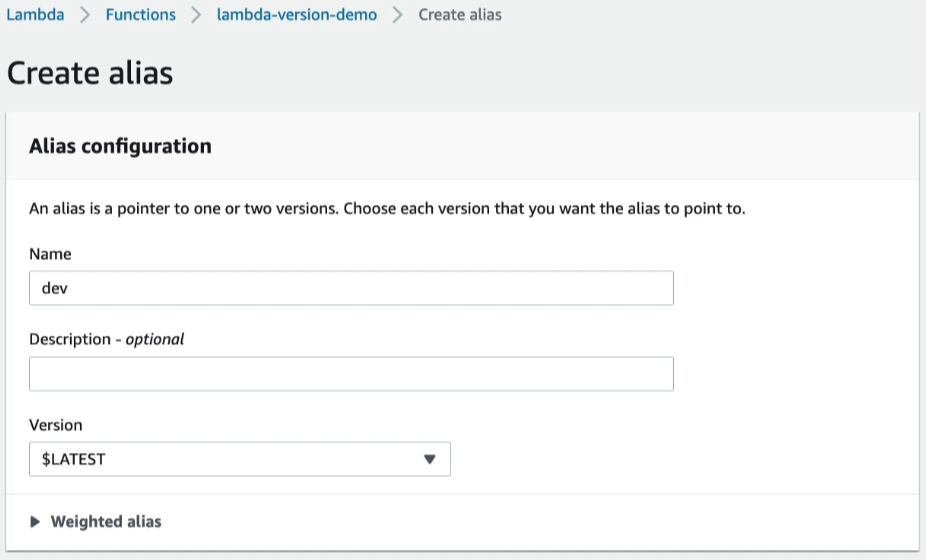 Lambda > Functions > lambda-version-demo > Create alias
Create alias
Alias configuration
An alias is a pointer to one or two versions. Choose each version that you want the alias to point to.
Name
dev
Description - optional
Version
$LATEST
Weighted alias